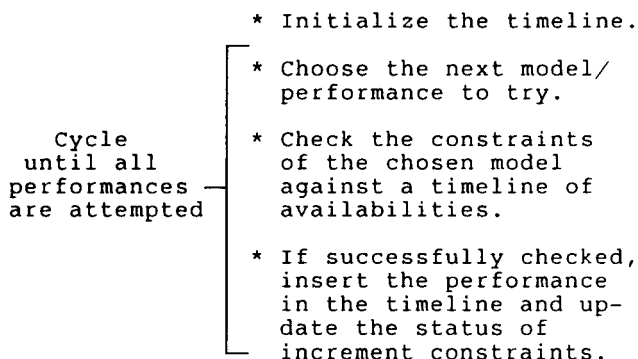 * Initialize the timeline.
* Choose the next model/
performance to try.
Cycle
until all
performances
are attempted
* Check the constraints
of the chosen model
against a timeline of
availabilities.
* If successfully checked,
insert the performance
in the timeline and up-
date the status of
increment constraints.